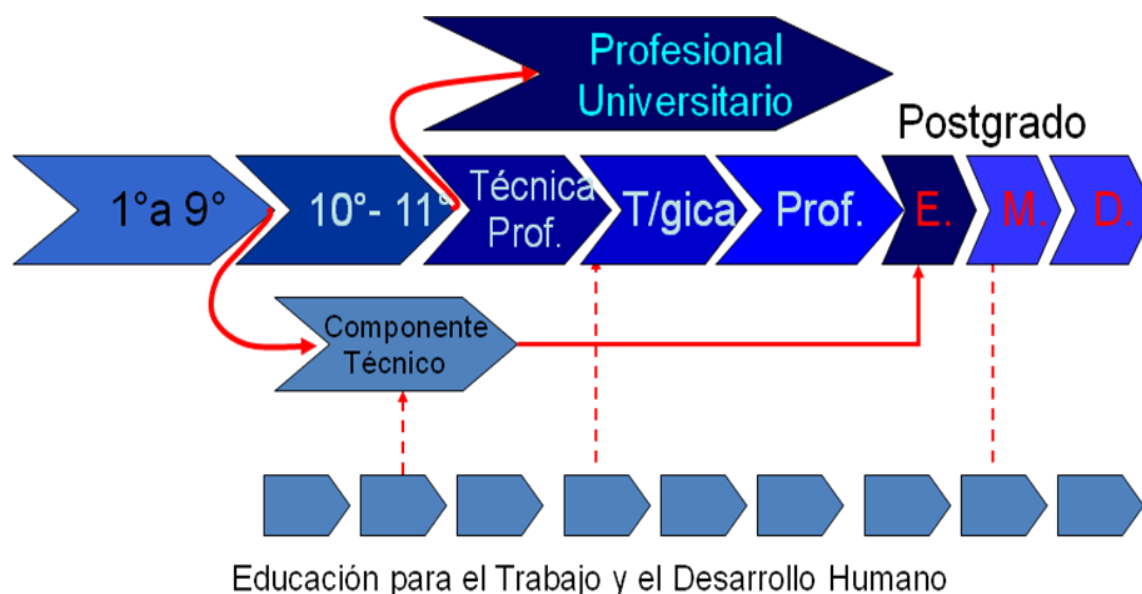 Profesional
Universitario
Postgrado
1°a 9°
10°- 11°
Técnica
Prof.
T/gica
Prof.
E.
M.
D.
Componente
Técnico
Educación para el Trabajo y el Desarrollo Humano